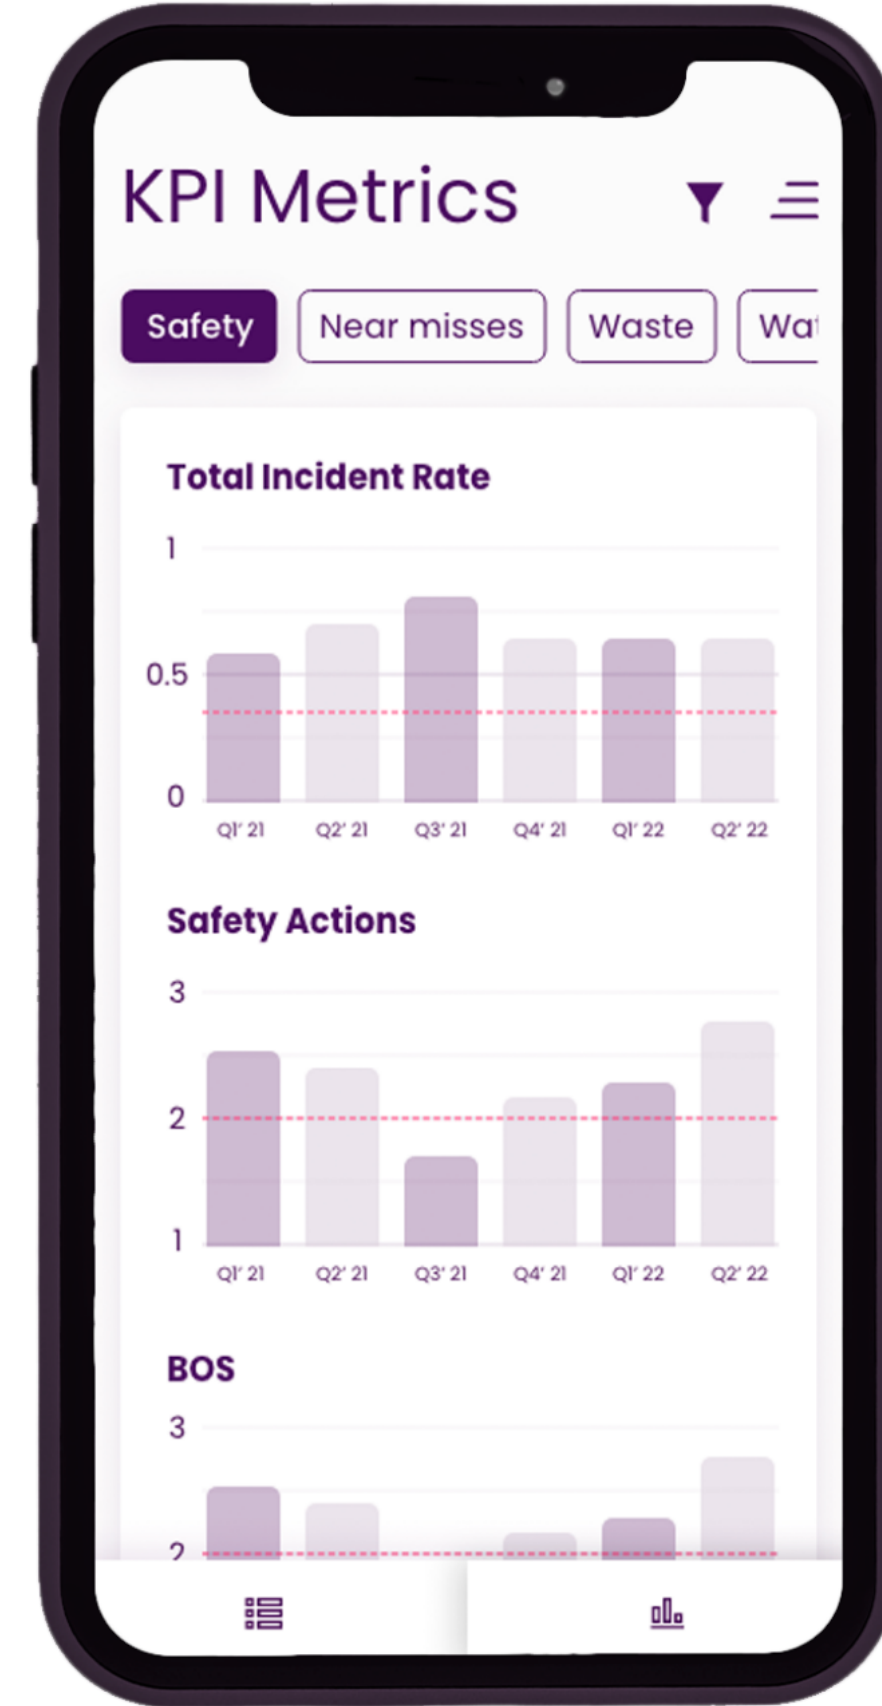 KPI Metrics
Safety Near misses Waste
Total Incident Rate
1
0.5
0
Q1' 21 Q2' 21 Q3' 21 Q4' 21 Q1' 22 Q2' 22
Safety Actions
3
2
1
Q1' 21 Q2' 21 Q3' 21 Q4' 21 Q1' 22 Q2' 22
BOS
3
2